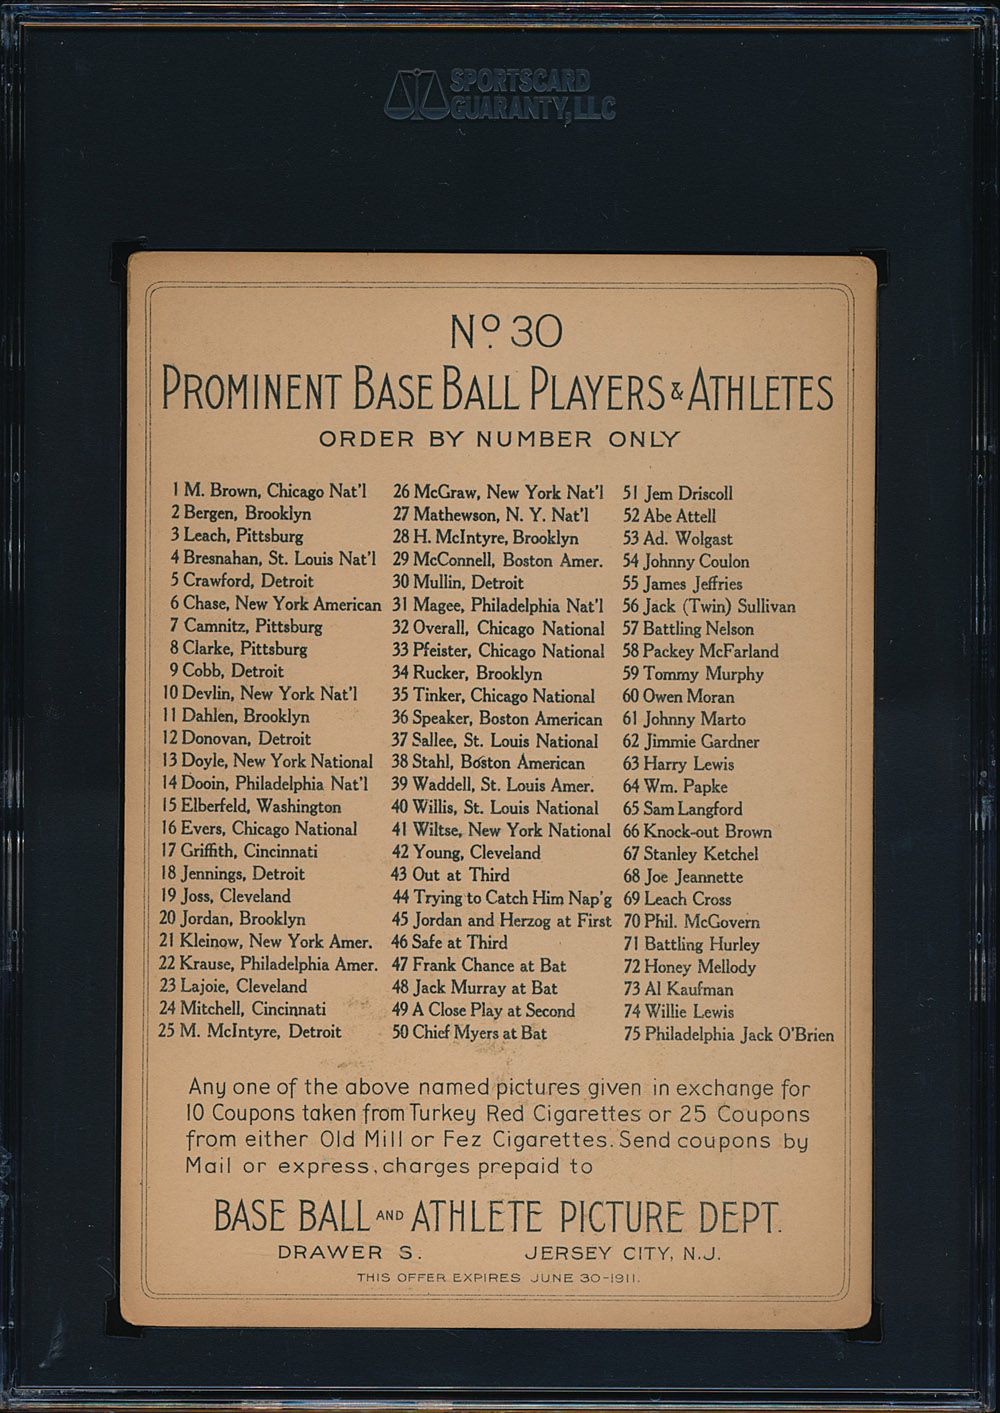 SPORTSCARD
GUARANTY, LLC
Nº 30
PROMINENT BASE BALL PLAYERS & ATHLETES
ORDER BY NUMBER ONLY
1 M. Brown, Chicago Nat'l
2 Bergen, Brooklyn
3 Leach, Pittsburg
4 Bresnahan, St. Louis Nat'l
5 Crawford, Detroit
6 Chase, New York American
7 Camnitz, Pittsburg
8 Clarke, Pittsburg
9 Cobb, Detroit
10 Devlin, New York Nat'l
11 Dahlen, Brooklyn
12 Donovan, Detroit
13 Doyle, New York National
14 Dooin, Philadelphia Nat'l
15 Elberfeld, Washington
16 Evers, Chicago National
17 Griffith, Cincinnati
18 Jennings, Detroit
19 Joss, Cleveland
20 Jordan, Brooklyn
21 Kleinow, New York Amer.
22 Krause, Philadelphia Amer.
23 Lajoie, Cleveland
24 Mitchell, Cincinnati
25 M. McIntyre, Detroit
26 McGraw, New York Nat'l
27 Mathewson, N. Y. Nat'l
28 H. McIntyre, Brooklyn
29 McConnell, Boston Amer.
30 Mullin, Detroit
31 Magee, Philadelphia Nat'l
32 Overall, Chicago National
33 Pfeister, Chicago National
34 Rucker, Brooklyn
35 Tinker, Chicago National
36 Speaker, Boston American
37 Sallee, St. Louis National
38 Stahl, Boston American
39 Waddell, St. Louis Amer.
40 Willis, St. Louis National
41 Wiltse, New York National
42 Young, Cleveland
43 Out at Third
44 Trying to Catch Him Nap'g
45 Jordan and Herzog at First
46 Safe at Third
47 Frank Chance at Bat
48 Jack Murray at Bat
49 A Close Play at Second
50 Chief Myers at Bat
51 Jem Driscoll
52 Abe Attell
53 Ad. Wolgast
54 Johnny Coulon
55 James Jeffries
56 Jack (Twin) Sullivan
57 Battling Nelson
58 Packey McFarland
59 Tommy Murphy
60 Owen Moran
61 Johnny Marto
62 Jimmie Gardner
63 Harry Lewis
64 Wm. Papke
65 Sam Langford
66 Knock-out Brown
67 Stanley Ketchel
68 Joe Jeannette
69 Leach Cross
70 Phil. McGovern
71 Battling Hurley
72 Honey Mellody
73 Al Kaufman
74 Willie Lewis
75 Philadelphia Jack O'Brien
Any one of the above named pictures given in exchange for
10 Coupons taken from Turkey Red Cigarettes or 25 Coupons
from either Old Mill or Fez Cigarettes. Send coupons by
Mail or express, charges prepaid to
BASE BALL AND ATHLETE PICTURE DEPT.
DRAWER S. JERSEY CITY, N.J.
THIS OFFER EXPIRES JUNE 30-1911.